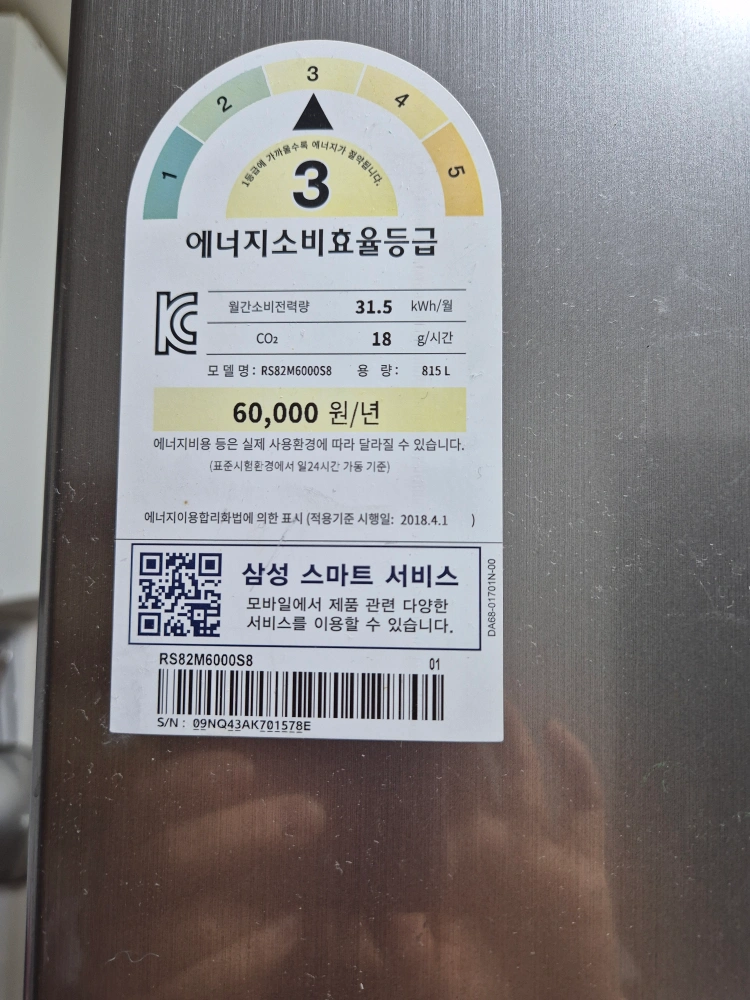 1 2 3 4 5
1등급에 가까울수록 에너지가 절약됩니다.
3
에너지소비효율등급
월간소비전력량 31.5 kWh/월
CO₂ 18 g/시간
모 델 명 : RS82M6000S8 용 량 : 815 L
60,000 원/년
에너지비용 등은 실제 사용환경에 따라 달라질 수 있습니다.
(표준시험환경에서 일24시간 가동 기준)
에너지이용합리화법에 의한 표시 (적용기준 시행일: 2018.4.1 )
삼성 스마트 서비스
모바일에서 제품 관련 다양한
서비스를 이용할 수 있습니다.
DA68-01701N-00
RS82M6000S8 01
S/N : 09NQ43AK701578E